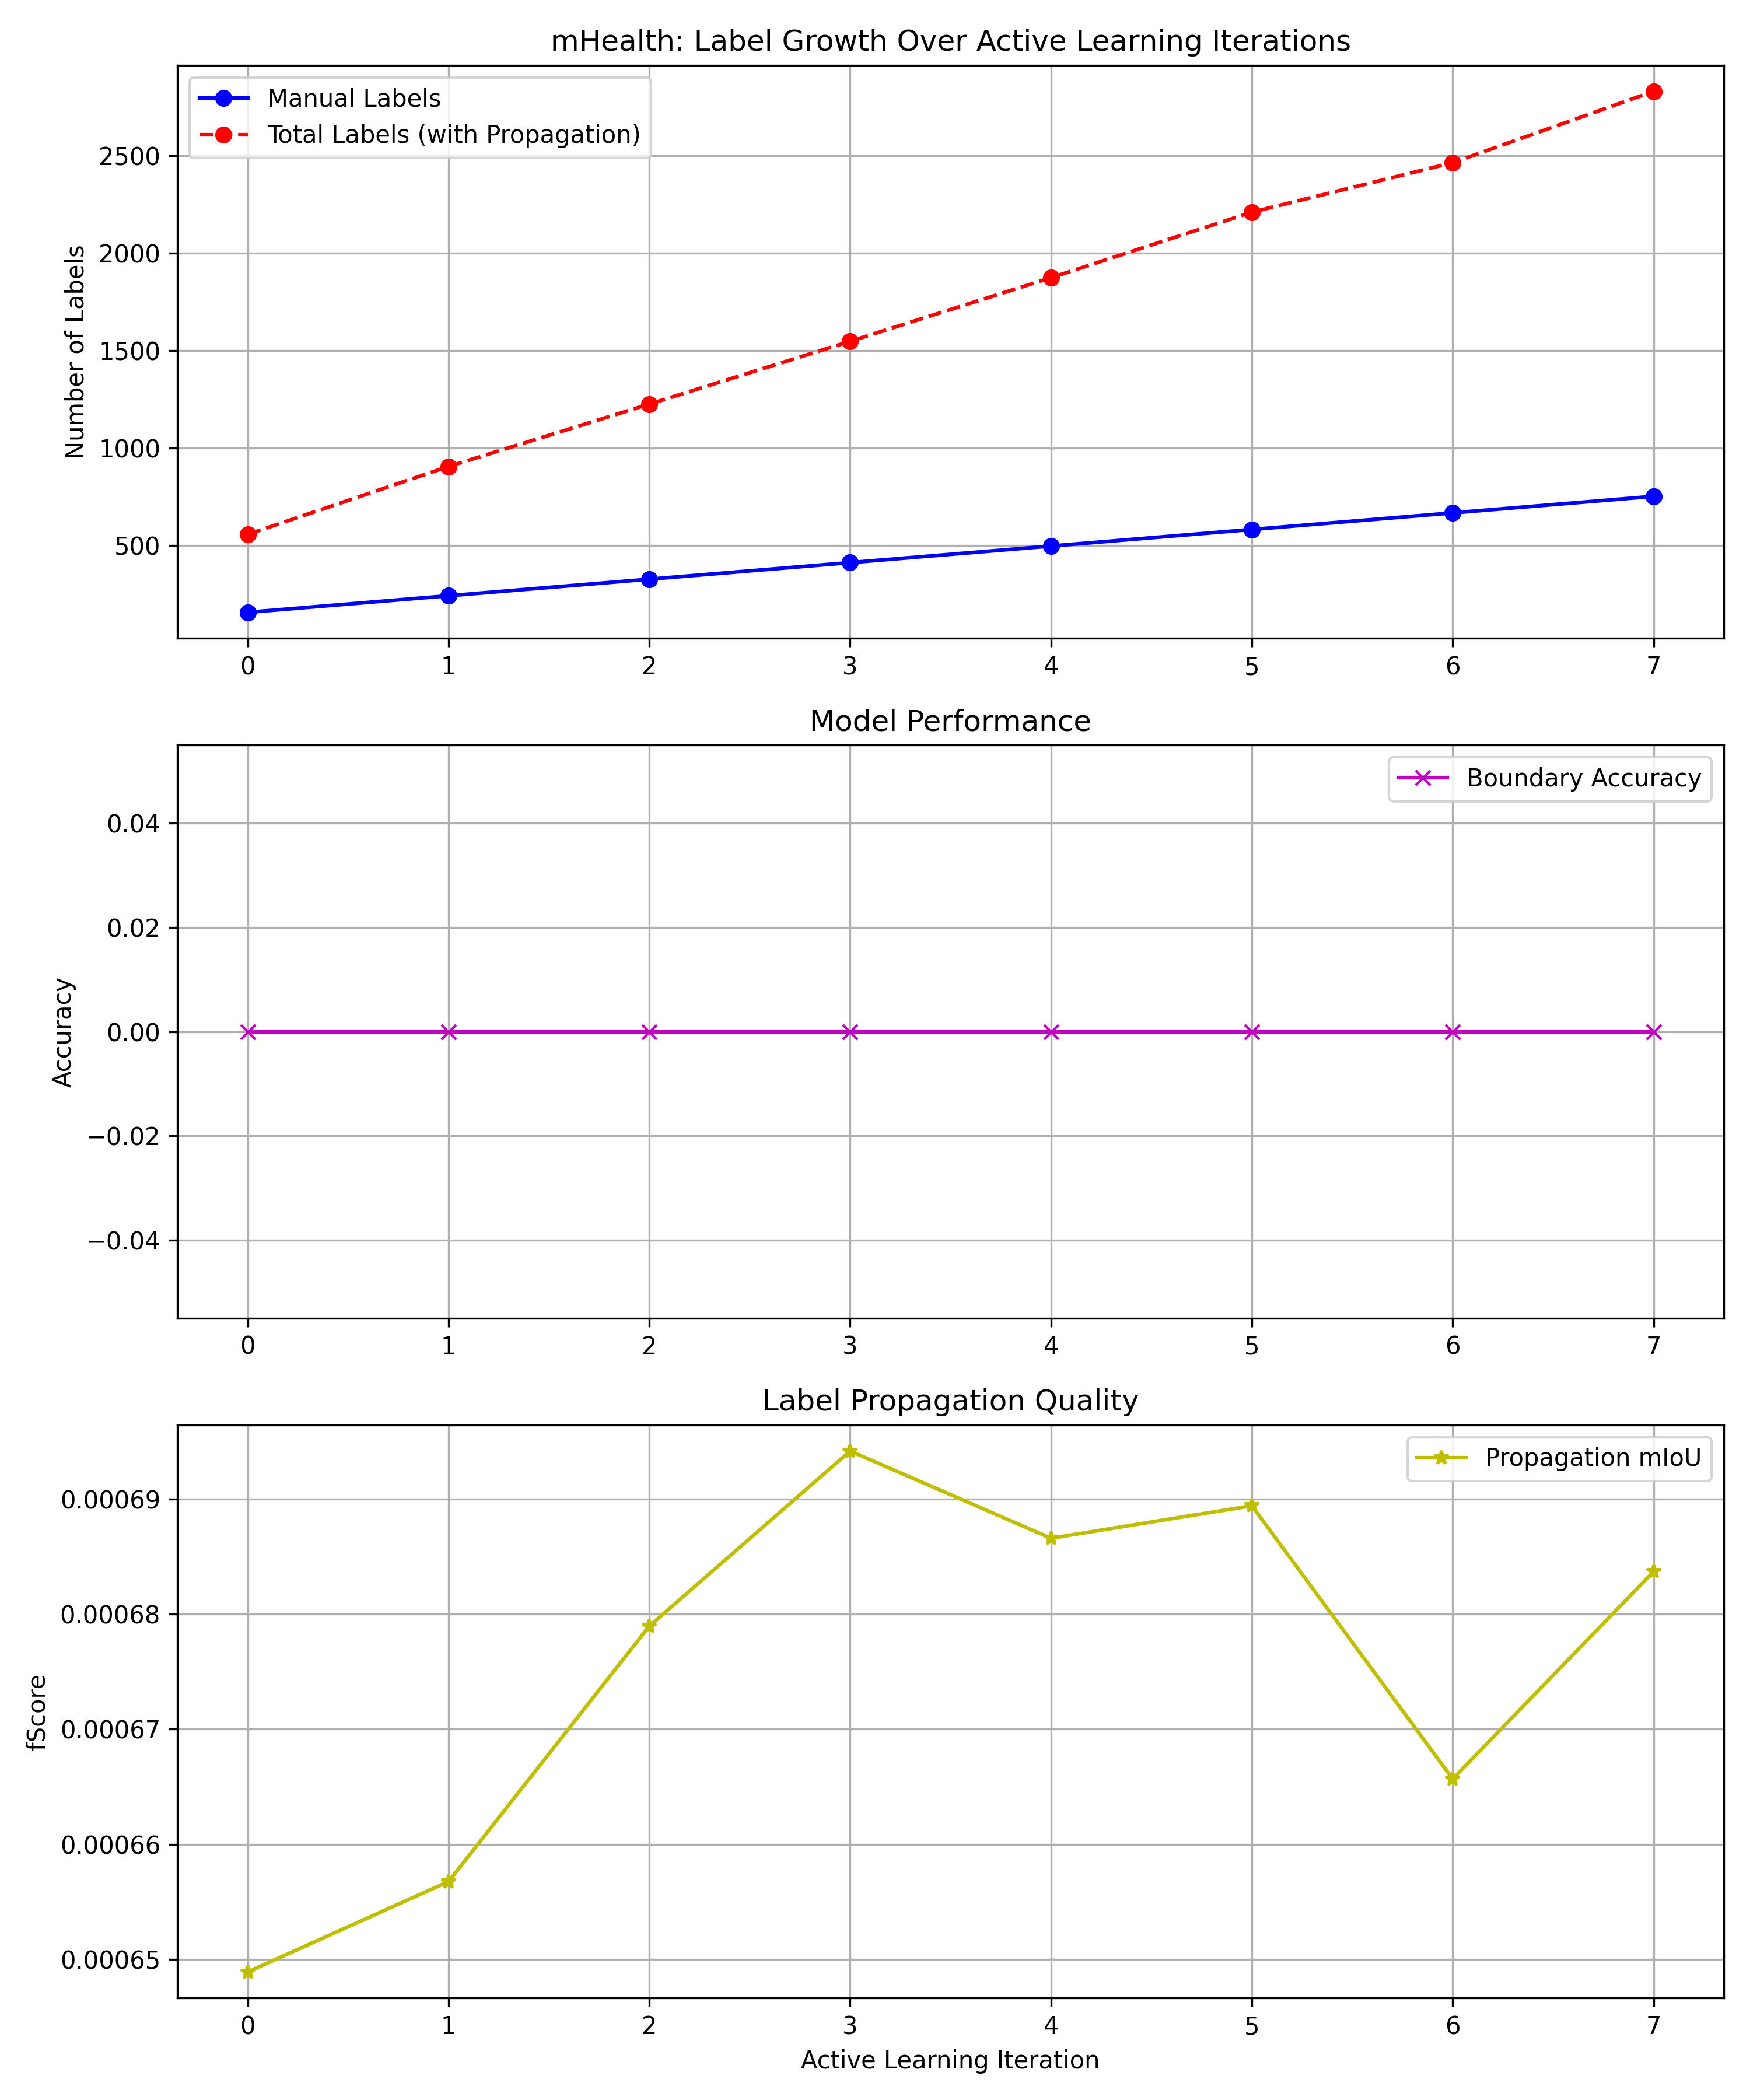 mHealth: Label Growth Over Active Learning Iterations
Manual Labels
Total Labels (with Propagation)
Number of Labels
2500
2000
1500
1000
500
0 1 2 3 4 5 6 7
Model Performance
Boundary Accuracy
Accuracy
0.04
0.02
0.00
−0.02
−0.04
0 1 2 3 4 5 6 7
Label Propagation Quality
Propagation mIoU
fScore
0.00069
0.00068
0.00067
0.00066
0.00065
0 1 2 3 4 5 6 7
Active Learning Iteration